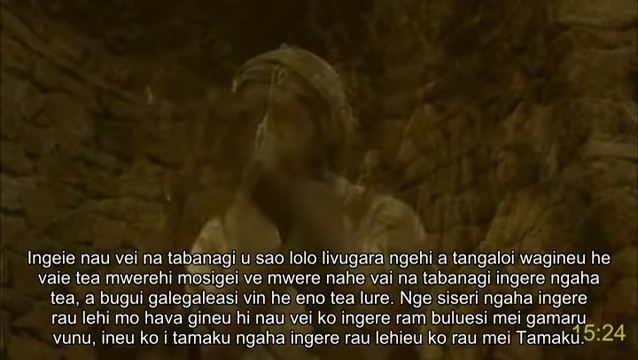 Ingeie nau vei na tabanagi u sao lolo livugara ngehi a tangaloi wagineu he
vaie tea mwerehi mosigei ve mwere nahe vai na tabanagi ingere ngaha
tea, a bugui galegaleasi vin he eno tea lure. Nge siseri ngaha ingere
rau lehi mo hava gineu hi nau vei ko ingere ram buluesi mei gamaru
vunu, ineu ko i tamaku ngaha ingere rau lehieu ko rau mei Tamaku.
15:24